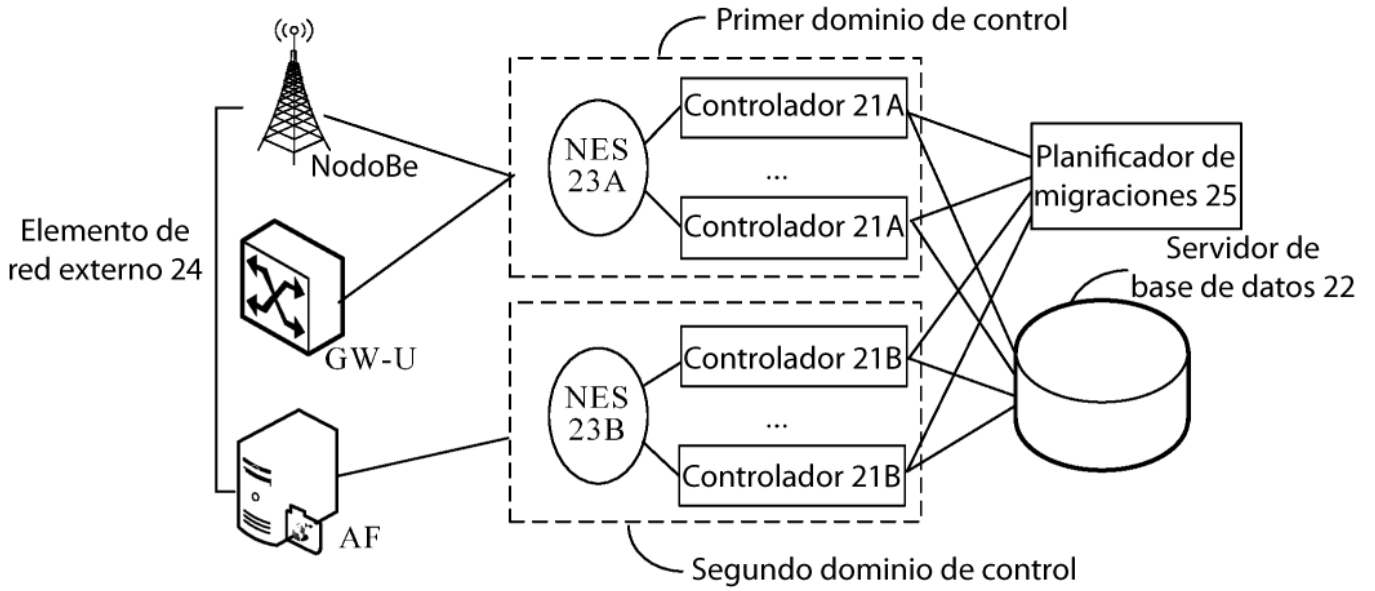 Primer dominio de control
NodoBe
Elemento de
red externo 24
GW-U
AF
NES
23A
Controlador 21A
...
Controlador 21A
NES
23B
Controlador 21B
...
Controlador 21B
Planificador de
migraciones 25
Servidor de
base de datos 22
Segundo dominio de control